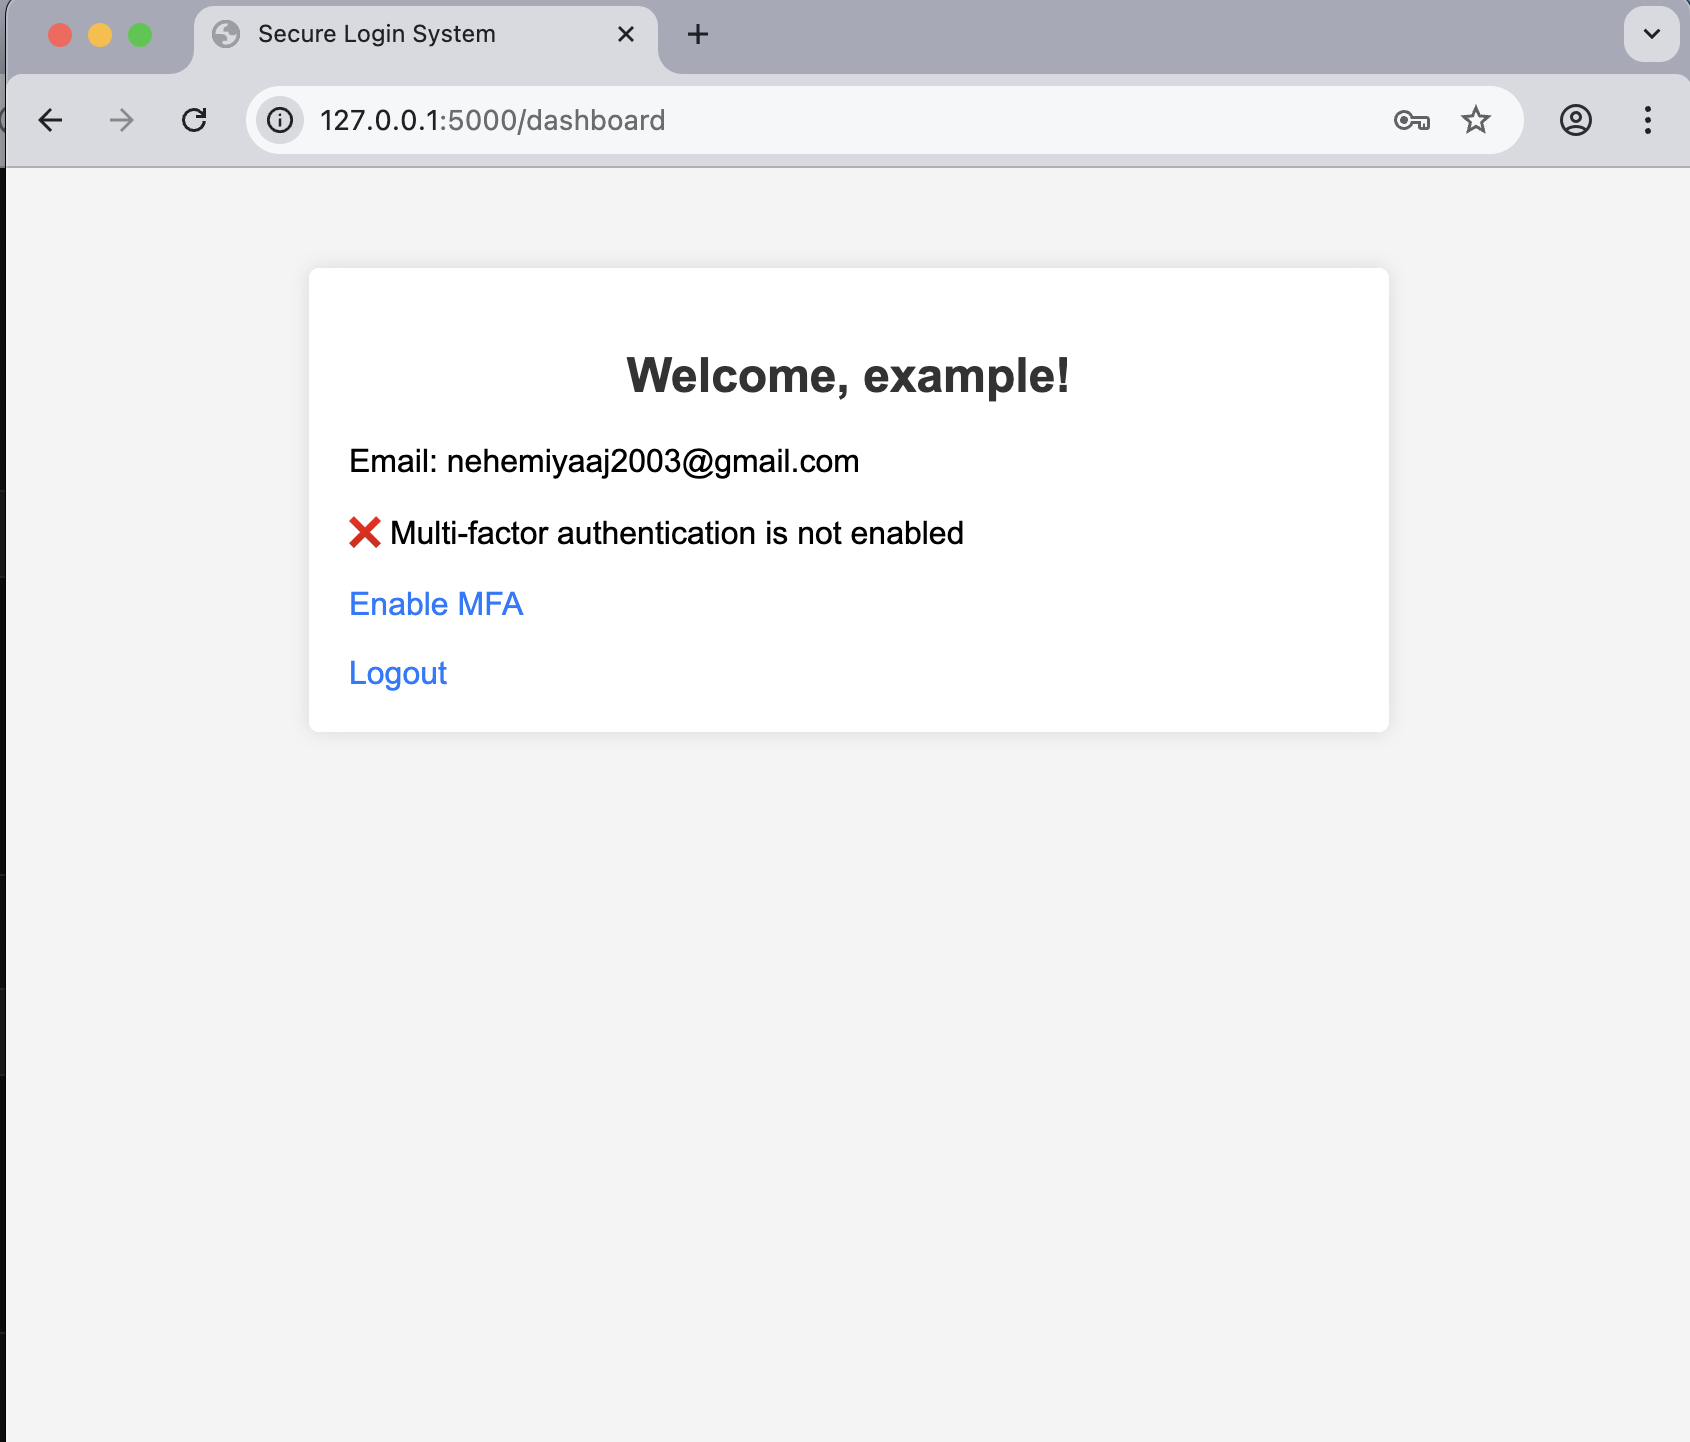 Secure Login System
127.0.0.1:5000/dashboard
Welcome, example!
Email: nehemiyaaj2003@gmail.com
❌ Multi-factor authentication is not enabled
Enable MFA
Logout